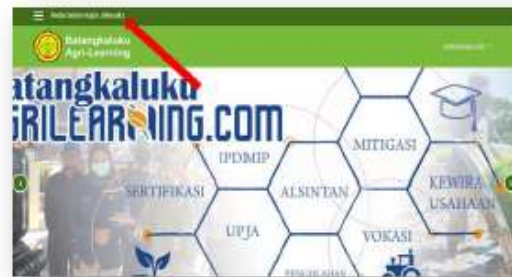 Batangkaluku
Agri-Learning
atangkaluku
GRILEARNING.COM
IPDMIP
MITIGASI
SERTIFIKASI
ALSINTAN
KEWIRA
USAHAAN
UPJA
VOKASI